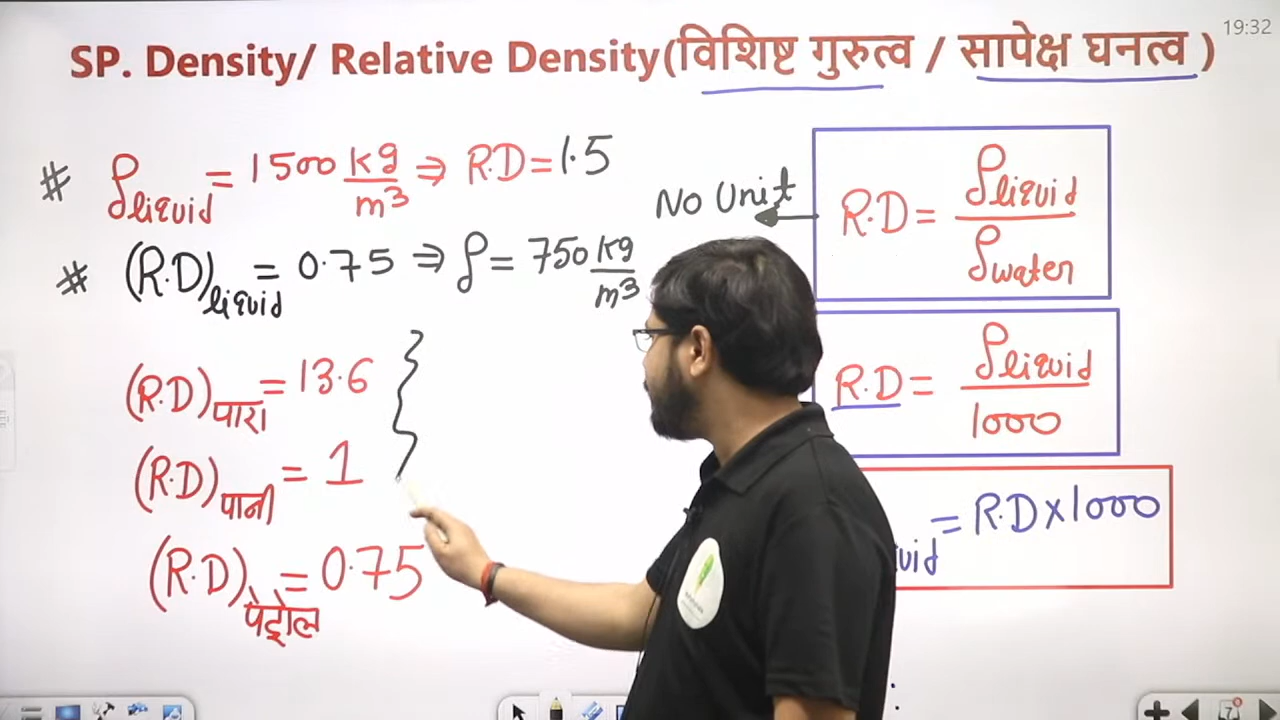 19:32
SP. Density/ Relative Density(विशिष्ट गुरुत्व / सापेक्ष घनत्व )
# ρliquid = 1500 kg/m³ ⇒ R.D = 1.5
# (R.D)liquid = 0.75 ⇒ ρ = 750 kg/m³
(R.D)पारा = 13.6
(R.D)पानी = 1
(R.D)पेट्रोल = 0.75
No Unit
R.D = ρliquid/ρwater
R.D = ρliquid/1000
= R.D x 1000
7